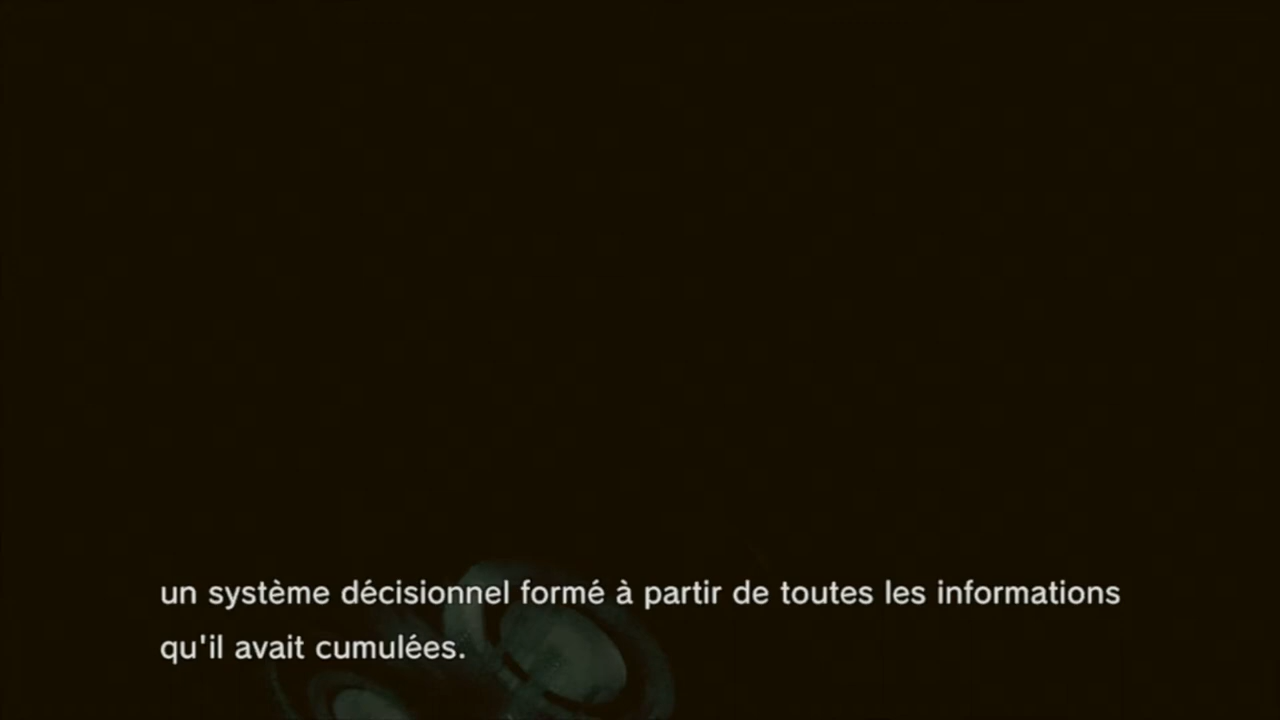 un système décisionnel formé à partir de toutes les informations
qu'il avait cumulées.